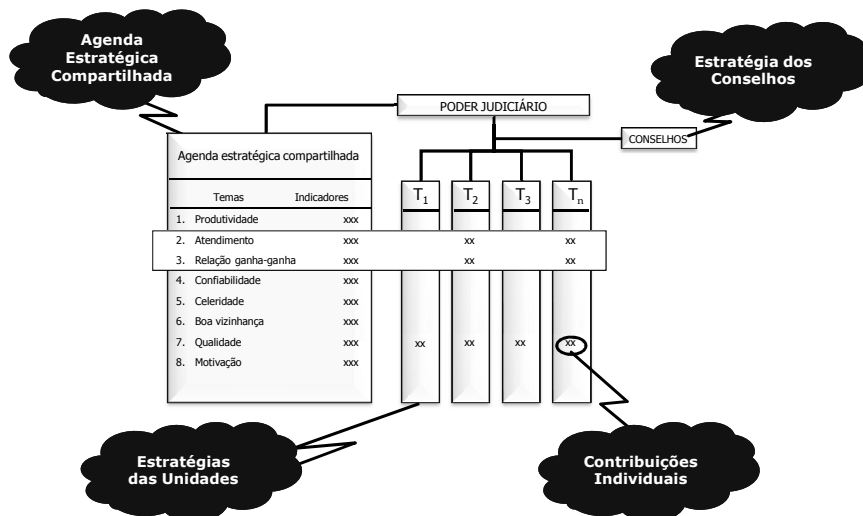 Agenda
Estratégica
Compartilhada
Estratégia dos
Conselhos
PODER JUDICIÁRIO
CONSELHOS
Agenda estratégica compartilhada
Temas Indicadores
T1 T2 T3 Tn
1. Produtividade xxx
2. Atendimento xxx xx xx
3. Relação ganha-ganha xxx xx xx
4. Confiabilidade xxx
5. Celeridade xxx
6. Boa vizinhança xxx
7. Qualidade xxx xx xx xx xx
8. Motivação xxx
Estratégias
das Unidades
Contribuições
Individuais